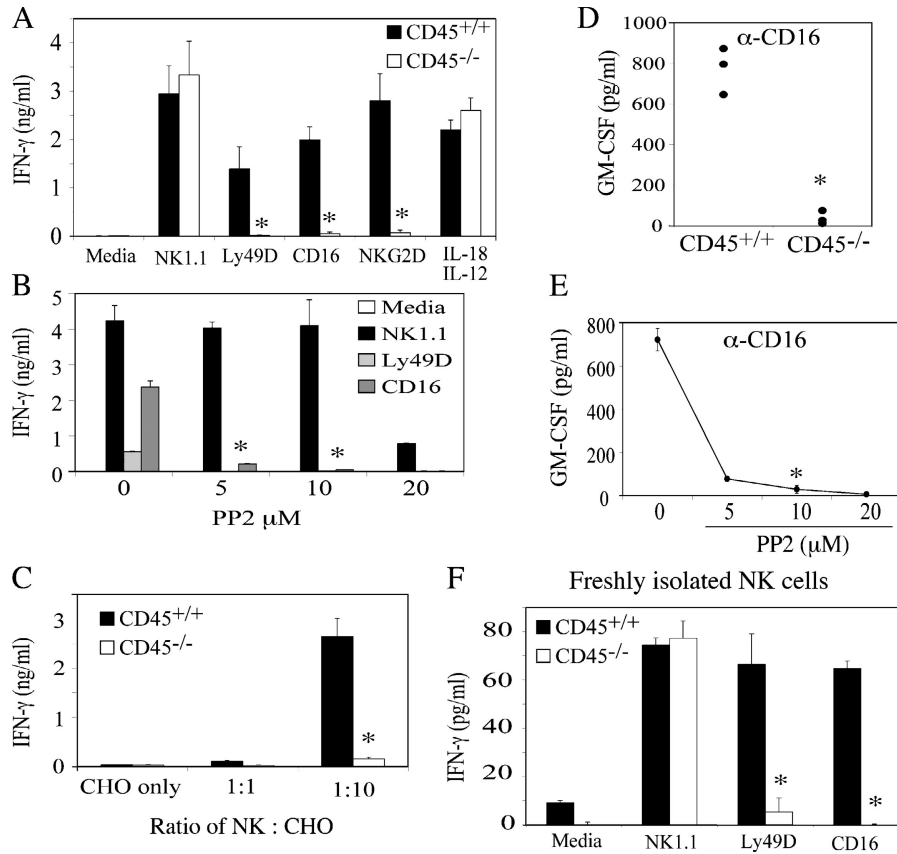 A
IFN-γ (ng/ml)
4
3
2
1
0
CD45+/+
CD45-/-
*
*
*
Media
NK1.1
Ly49D
CD16
NKG2D
IL-18
IL-12
B
IFN-γ (ng/ml)
5
4
3
2
1
0
Media
NK1.1
Ly49D
CD16
*
*
0
5
10
20
PP2 μM
C
IFN-γ (ng/ml)
3
2
1
0
CD45+/+
CD45-/-
*
CHO only
1:1
1:10
Ratio of NK : CHO
D
GM-CSF (pg/ml)
1000
800
600
400
200
0
α-CD16
*
CD45+/+
CD45-/-
E
GM-CSF (pg/ml)
800
600
400
200
0
α-CD16
*
0
5
10
20
PP2 (μM)
F
Freshly isolated NK cells
IFN-γ (pg/ml)
80
60
40
20
0
CD45+/+
CD45-/-
*
*
Media
NK1.1
Ly49D
CD16